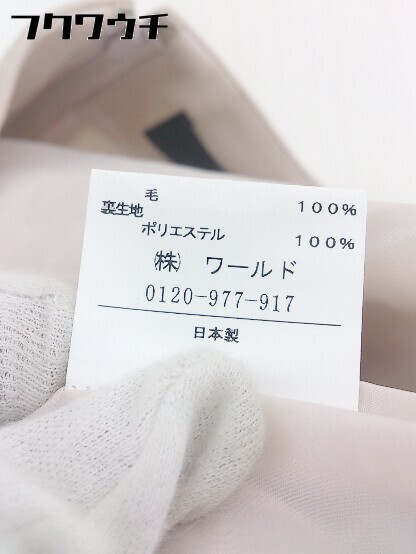 フクワウチ
毛 100%
裏生地
ポリエステル 100%
㈱ ワールド
0120-977-917
日本製